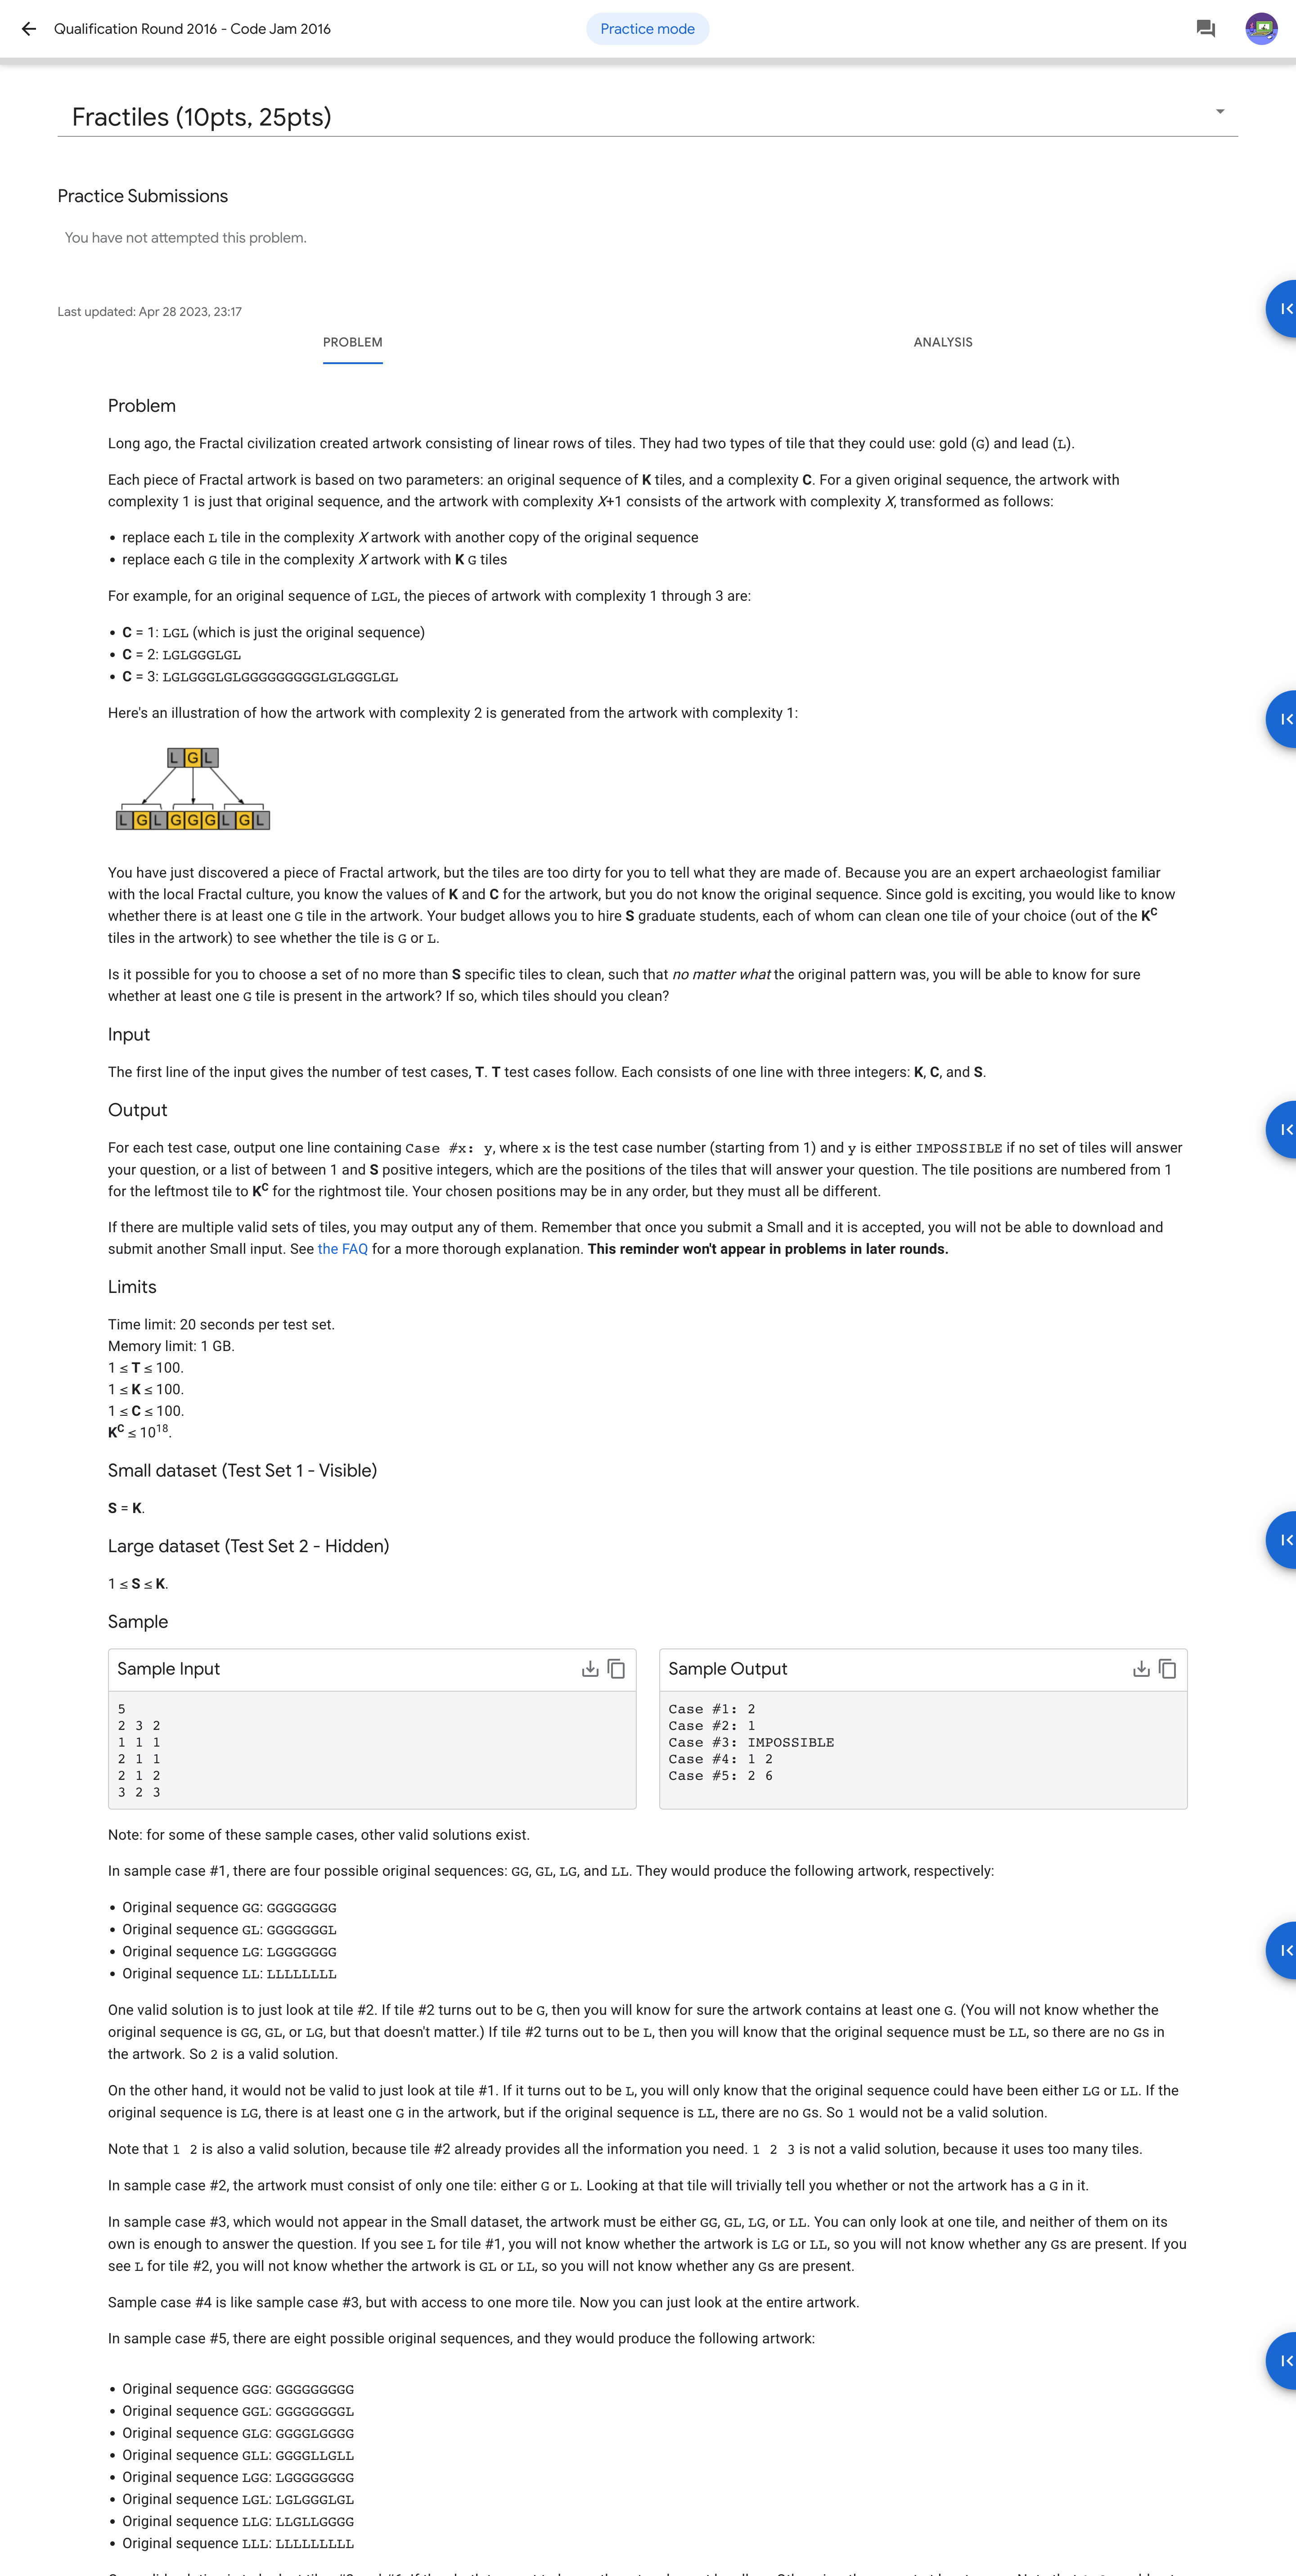 Qualification Round 2016 - Code Jam 2016
Practice mode
Fractiles (10pts, 25pts)
Practice Submissions
You have not attempted this problem.
Last updated: Apr 28 2023, 23:17
PROBLEM
ANALYSIS
Problem
Long ago, the Fractal civilization created artwork consisting of linear rows of tiles. They had two types of tile that they could use: gold (G) and lead (L).
Each piece of Fractal artwork is based on two parameters: an original sequence of K tiles, and a complexity C. For a given original sequence, the artwork with
complexity 1 is just that original sequence, and the artwork with complexity X+1 consists of the artwork with complexity X, transformed as follows:
• replace each L tile in the complexity X artwork with another copy of the original sequence
• replace each G tile in the complexity X artwork with K G tiles
For example, for an original sequence of LGL, the pieces of artwork with complexity 1 through 3 are:
• C = 1: LGL (which is just the original sequence)
• C = 2: LGLGGGLGL
• C = 3: LGLGGGLGLGGGGGGGGGLGLGGGLGL
Here's an illustration of how the artwork with complexity 2 is generated from the artwork with complexity 1:
L G L
L G L G G G L G L
You have just discovered a piece of Fractal artwork, but the tiles are too dirty for you to tell what they are made of. Because you are an expert archaeologist familiar
with the local Fractal culture, you know the values of K and C for the artwork, but you do not know the original sequence. Since gold is exciting, you would like to know
whether there is at least one G tile in the artwork. Your budget allows you to hire S graduate students, each of whom can clean one tile of your choice (out of the K^C
tiles in the artwork) to see whether the tile is G or L.
Is it possible for you to choose a set of no more than S specific tiles to clean, such that no matter what the original pattern was, you will be able to know for sure
whether at least one G tile is present in the artwork? If so, which tiles should you clean?
Input
The first line of the input gives the number of test cases, T. T test cases follow. Each consists of one line with three integers: K, C, and S.
Output
For each test case, output one line containing Case #x: y, where x is the test case number (starting from 1) and y is either IMPOSSIBLE if no set of tiles will answer
your question, or a list of between 1 and S positive integers, which are the positions of the tiles that will answer your question. The tile positions are numbered from 1
for the leftmost tile to K^C for the rightmost tile. Your chosen positions may be in any order, but they must all be different.
If there are multiple valid sets of tiles, you may output any of them. Remember that once you submit a Small and it is accepted, you will not be able to download and
submit another Small input. See the FAQ for a more thorough explanation. This reminder won't appear in problems in later rounds.
Limits
Time limit: 20 seconds per test set.
Memory limit: 1 GB.
1 ≤ T ≤ 100.
1 ≤ K ≤ 100.
1 ≤ C ≤ 100.
K^C ≤ 10^18.
Small dataset (Test Set 1 - Visible)
S = K.
Large dataset (Test Set 2 - Hidden)
1 ≤ S ≤ K.
Sample
Sample Input
5
2 3 2
1 1 1
2 1 1
2 1 2
3 2 3
Sample Output
Case #1: 2
Case #2: 1
Case #3: IMPOSSIBLE
Case #4: 1 2
Case #5: 2 6
Note: for some of these sample cases, other valid solutions exist.
In sample case #1, there are four possible original sequences: GG, GL, LG, and LL. They would produce the following artwork, respectively:
• Original sequence GG: GGGGGGGG
• Original sequence GL: GGGGGGGL
• Original sequence LG: LGGGGGGG
• Original sequence LL: LLLLLLLL
One valid solution is to just look at tile #2. If tile #2 turns out to be G, then you will know for sure the artwork contains at least one G. (You will not know whether the
original sequence is GG, GL, or LG, but that doesn't matter.) If tile #2 turns out to be L, then you will know that the original sequence must be LL, so there are no Gs in
the artwork. So 2 is a valid solution.
On the other hand, it would not be valid to just look at tile #1. If it turns out to be L, you will only know that the original sequence could have been either LG or LL. If the
original sequence is LG, there is at least one G in the artwork, but if the original sequence is LL, there are no Gs. So 1 would not be a valid solution.
Note that 1 2 is also a valid solution, because tile #2 already provides all the information you need. 1 2 3 is not a valid solution, because it uses too many tiles.
In sample case #2, the artwork must consist of only one tile: either G or L. Looking at that tile will trivially tell you whether or not the artwork has a G in it.
In sample case #3, which would not appear in the Small dataset, the artwork must be either GG, GL, LG, or LL. You can only look at one tile, and neither of them on its
own is enough to answer the question. If you see L for tile #1, you will not know whether the artwork is LG or LL, so you will not know whether any Gs are present. If you
see L for tile #2, you will not know whether the artwork is GL or LL, so you will not know whether any Gs are present.
Sample case #4 is like sample case #3, but with access to one more tile. Now you can just look at the entire artwork.
In sample case #5, there are eight possible original sequences, and they would produce the following artwork:
• Original sequence GGG: GGGGGGGGG
• Original sequence GGL: GGGGGGGGL
• Original sequence GLG: GGGGLGGGG
• Original sequence GLL: GGGGLLGLL
• Original sequence LGG: LGGGGGGGG
• Original sequence LGL: LGLGGGLGL
• Original sequence LLG: LLGLLGGGG
• Original sequence LLL: LLLLLLLLL